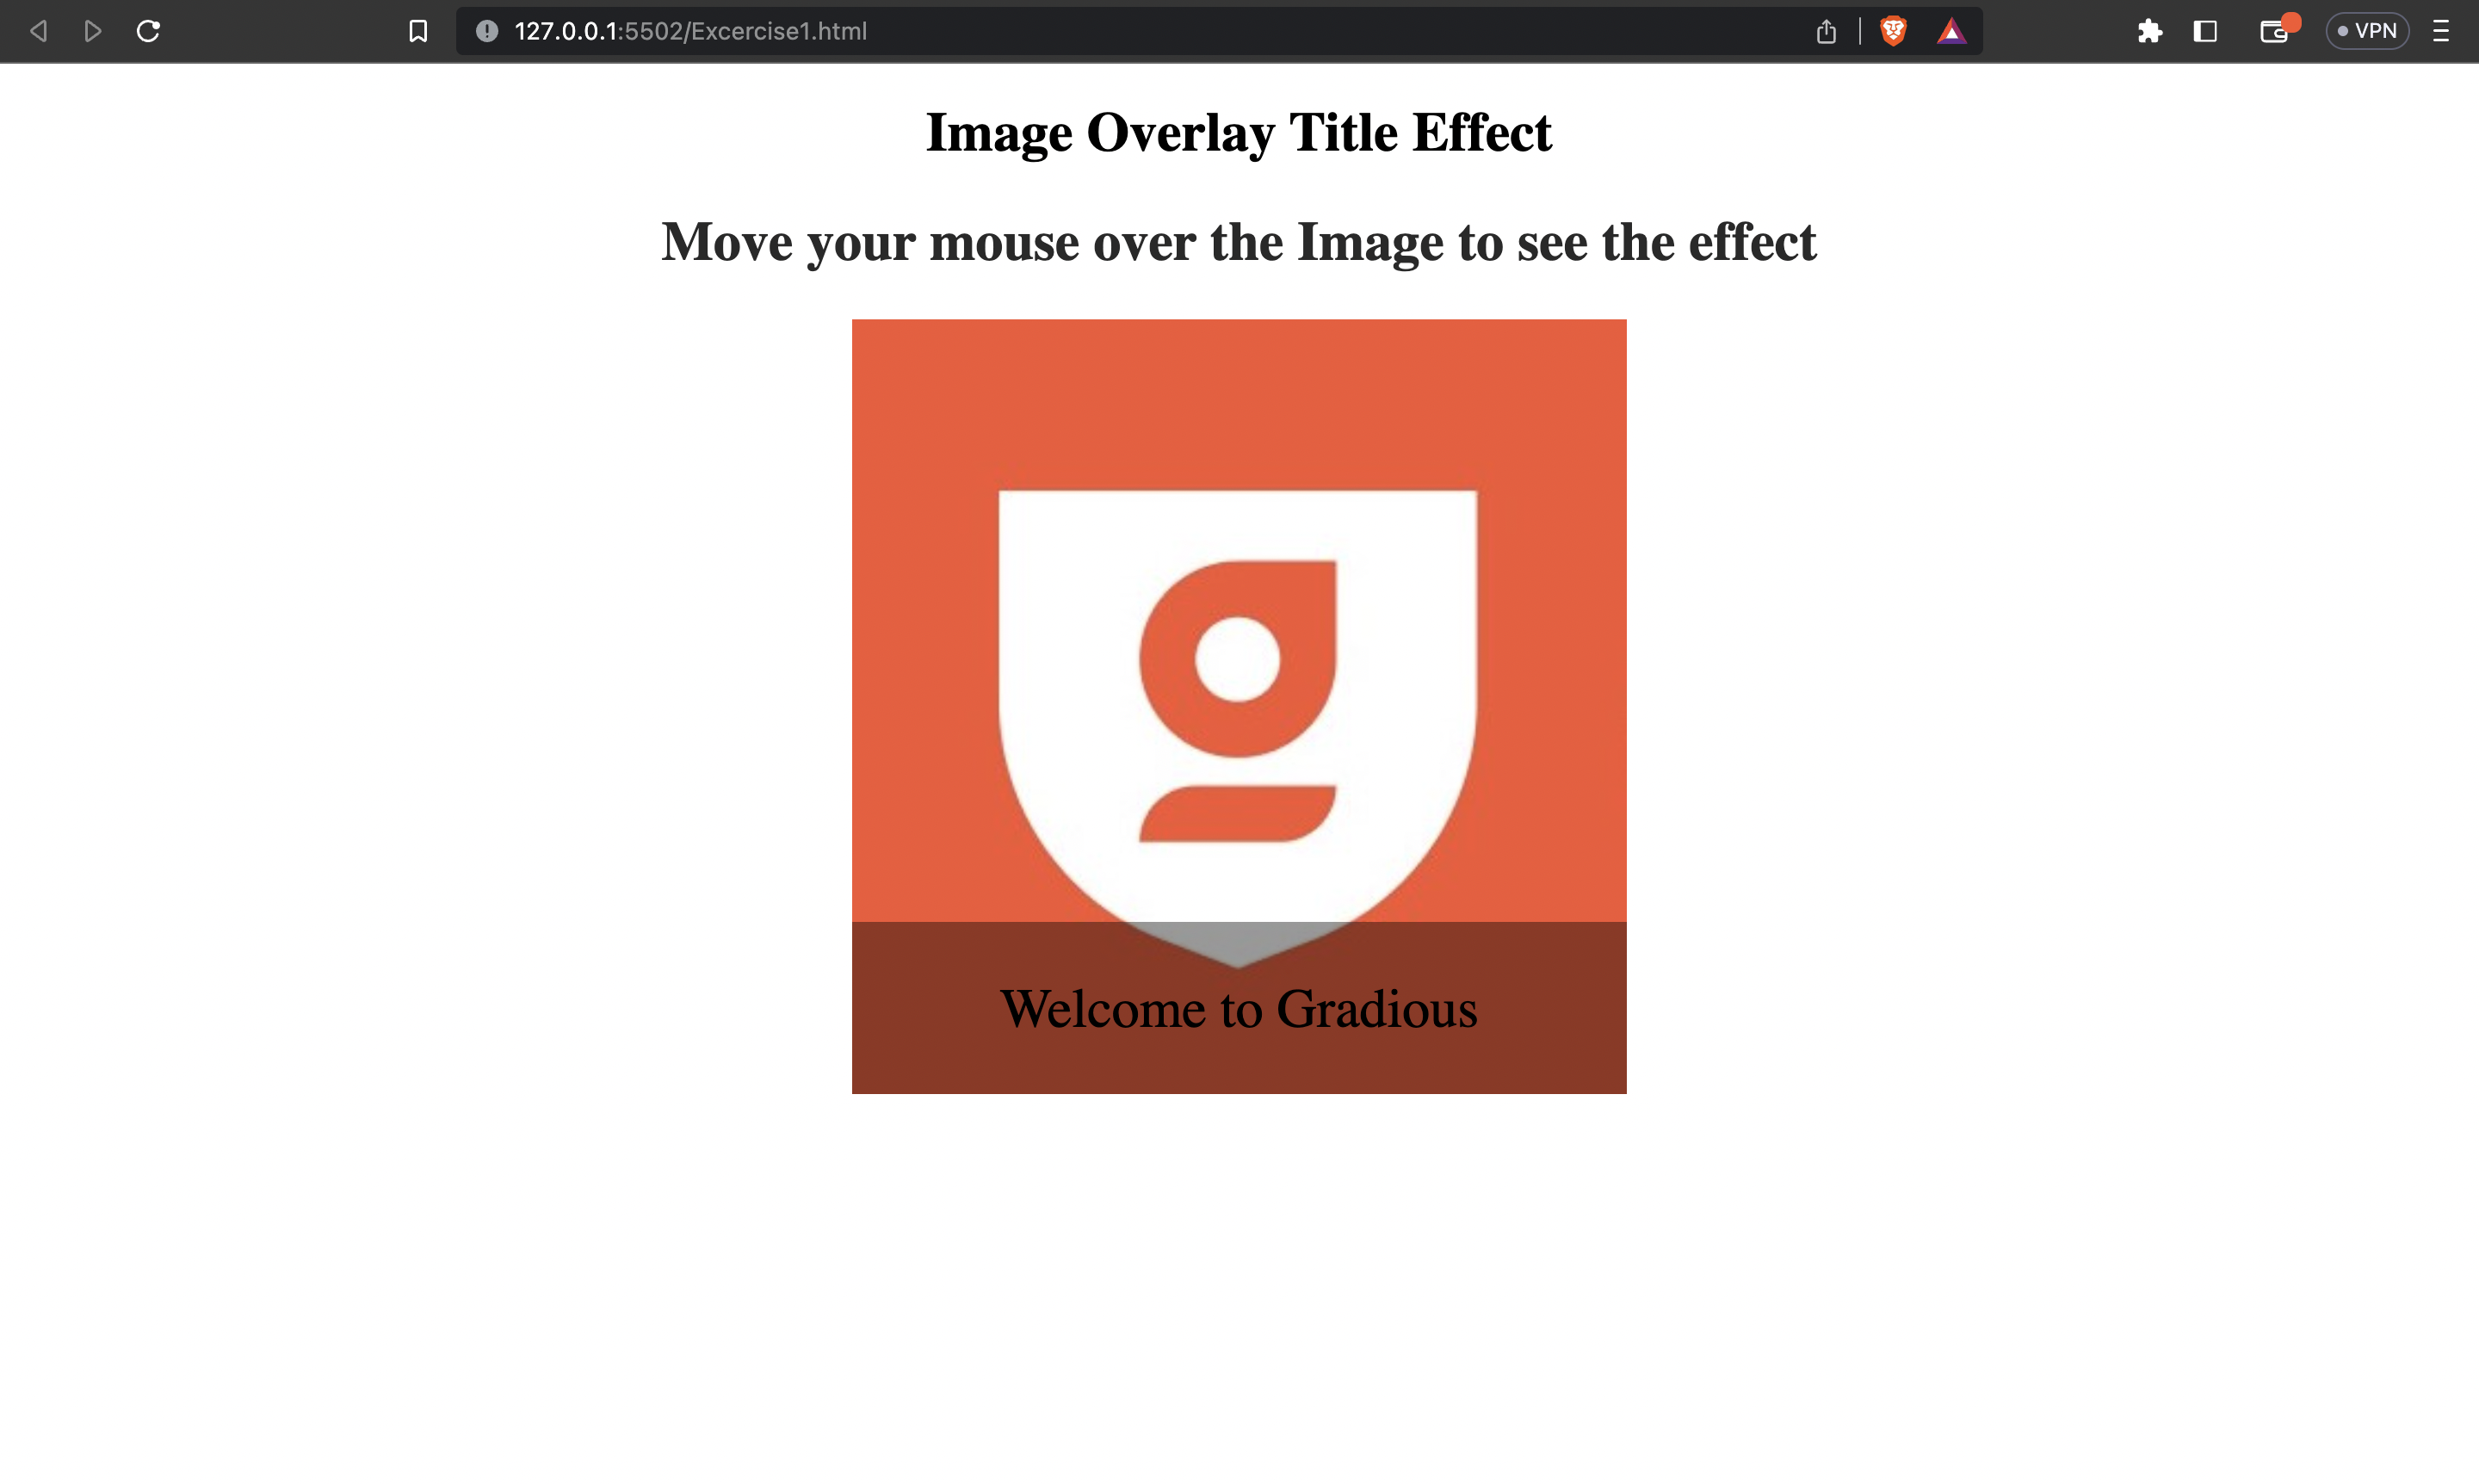 127.0.0.1:5502/Excercise1.html
VPN
Image Overlay Title Effect
Move your mouse over the Image to see the effect
g
Welcome to Gradious